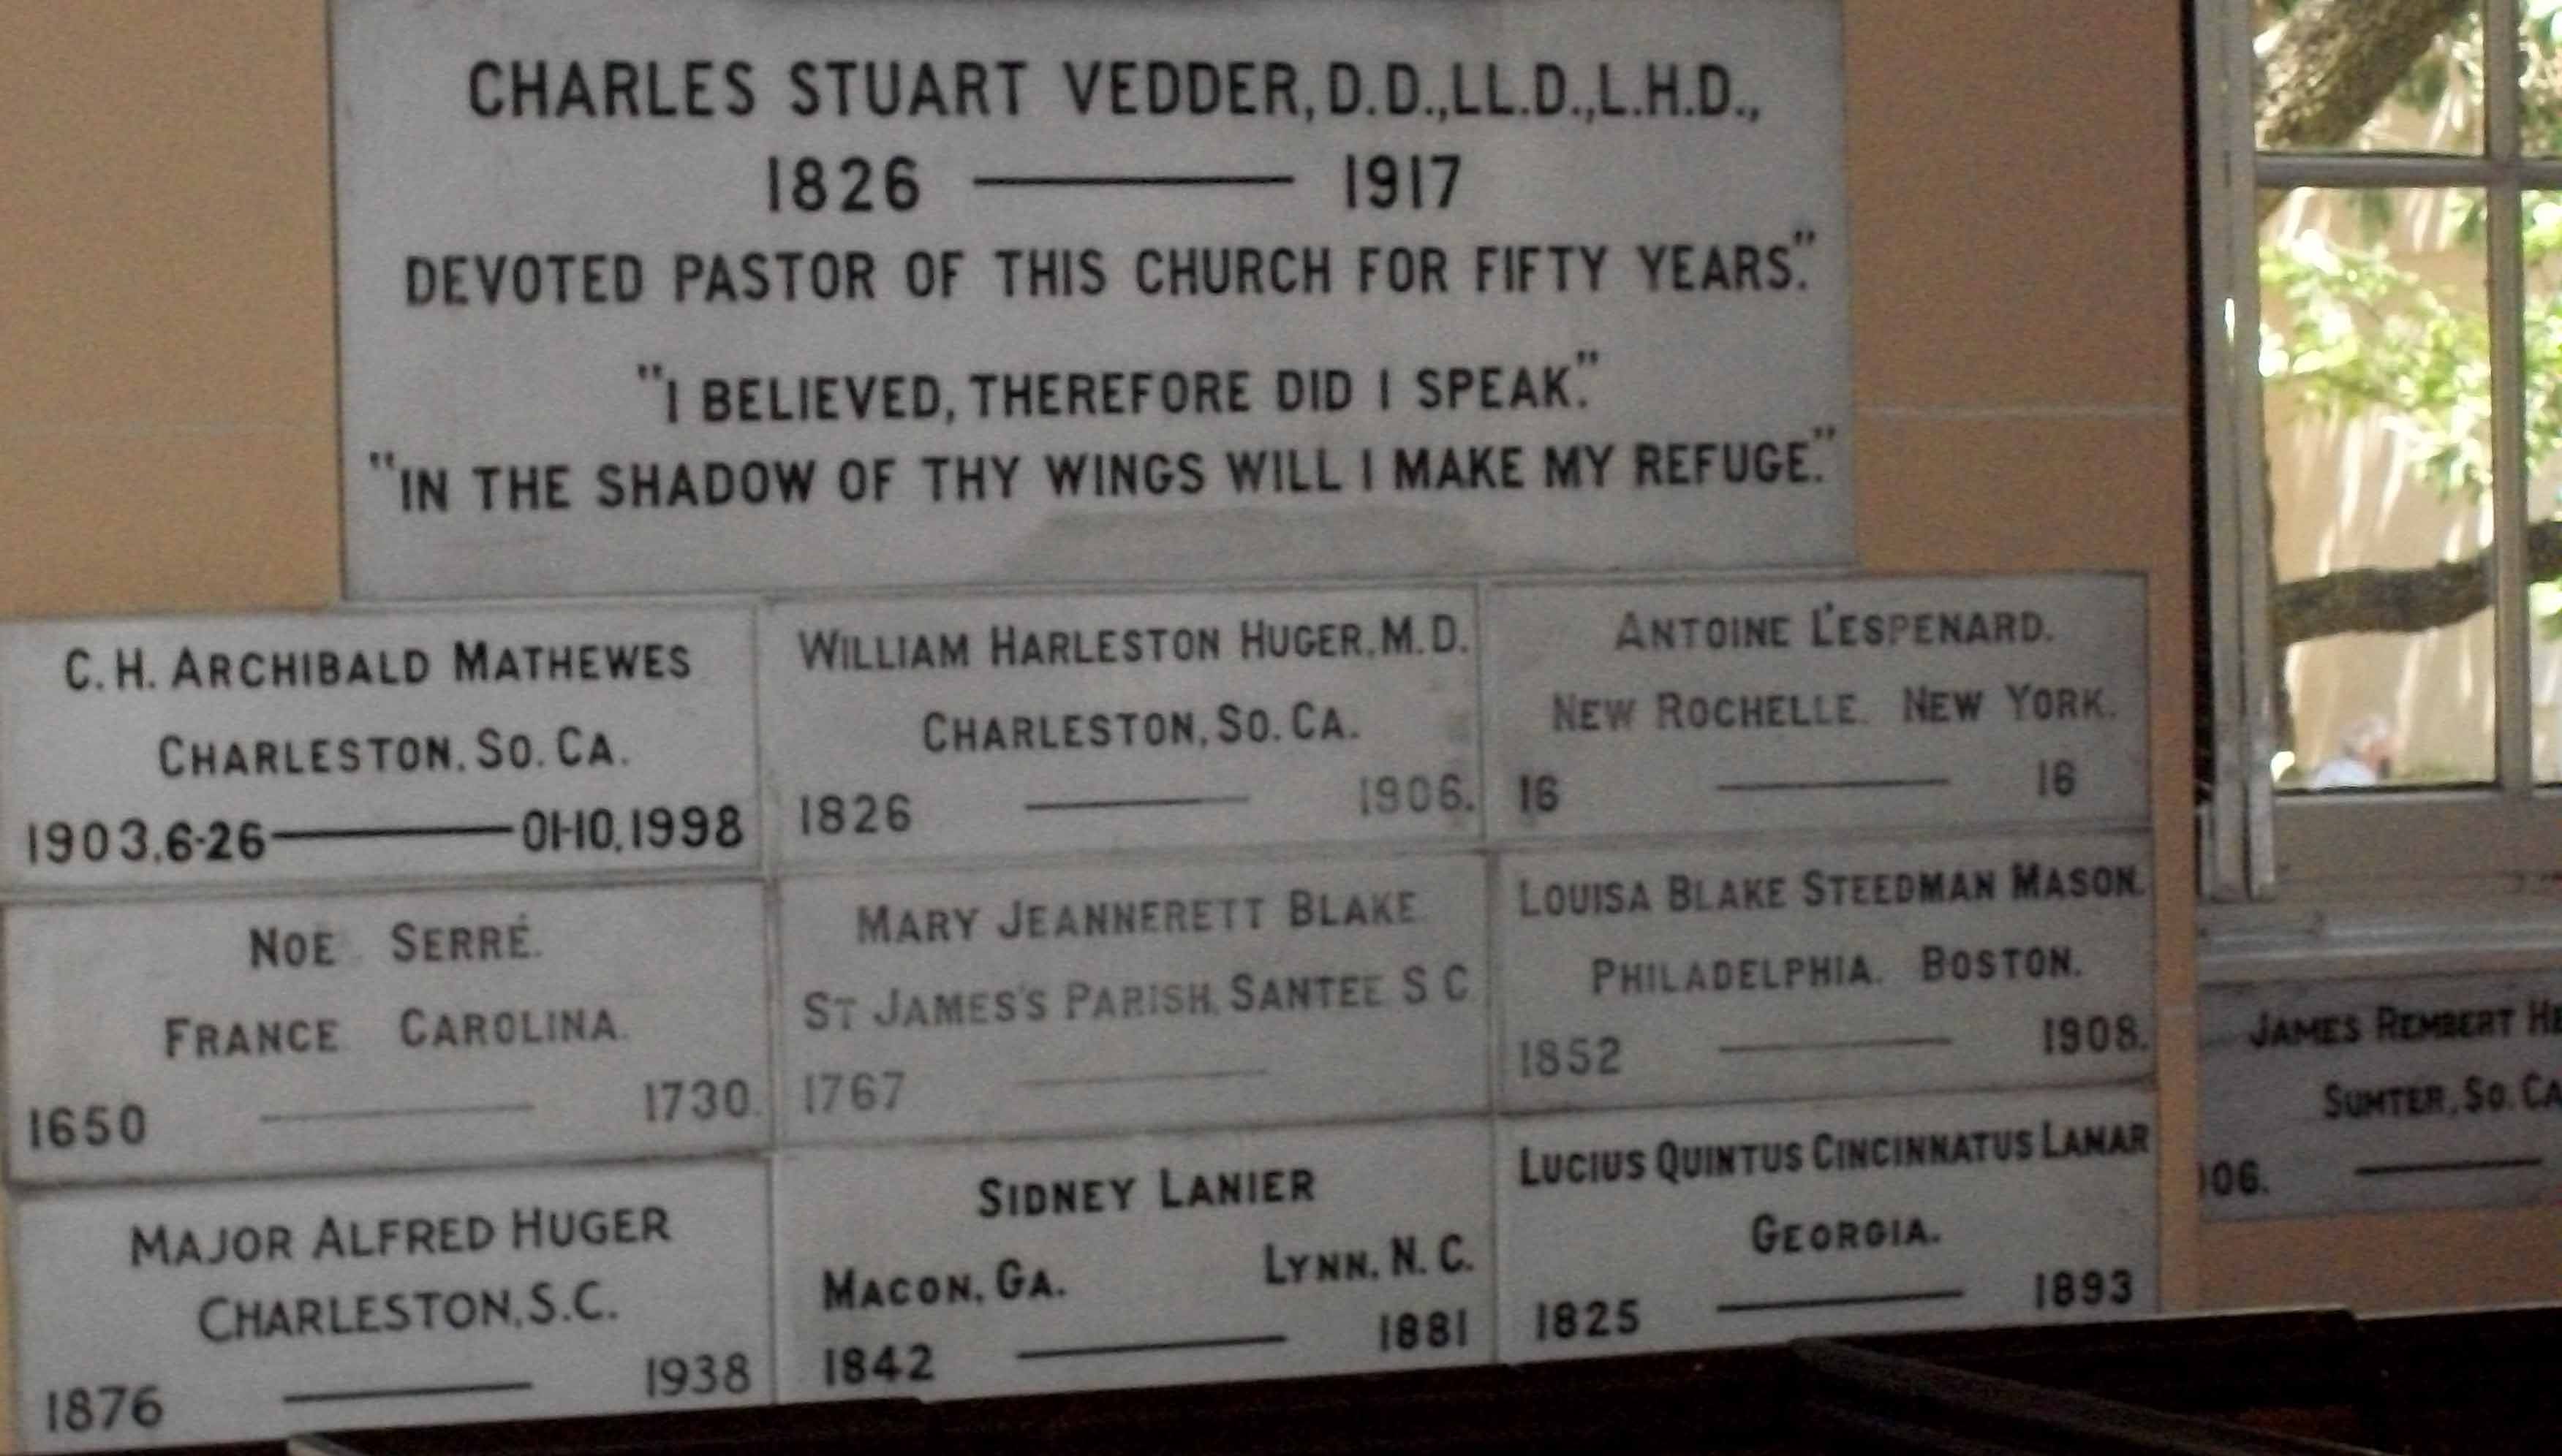 CHARLES STUART VEDDER, D.D., LL.D., L.H.D.,
1826 — 1917
DEVOTED PASTOR OF THIS CHURCH FOR FIFTY YEARS."
"I BELIEVED, THEREFORE DID I SPEAK."
"IN THE SHADOW OF THY WINGS WILL I MAKE MY REFUGE."
C. H. ARCHIBALD MATHEWES
CHARLESTON, SO. CA.
1903.6-26 — 01-10,1998
WILLIAM HARLESTON HUGER, M.D.
CHARLESTON, SO. CA.
1826 — 1906.
ANTOINE L'ESPENARD.
NEW ROCHELLE. NEW YORK.
16 — 16
NOE SERRÉ.
FRANCE CAROLINA.
1650 — 1730.
MARY JEANNERETT BLAKE
ST JAMES'S PARISH, SANTEE S C
1767 —
LOUISA BLAKE STEEDMAN MASON.
PHILADELPHIA. BOSTON.
1852 — 1908.
MAJOR ALFRED HUGER
CHARLESTON, S.C.
1876 — 1938
SIDNEY LANIER
MACON, GA. LYNN, N. C.
1842 — 1881
LUCIUS QUINTUS CINCINNATUS LAMAR
GEORGIA.
1825 — 1893
JAMES REMBERT
SUMTER, SO. CA
06. —